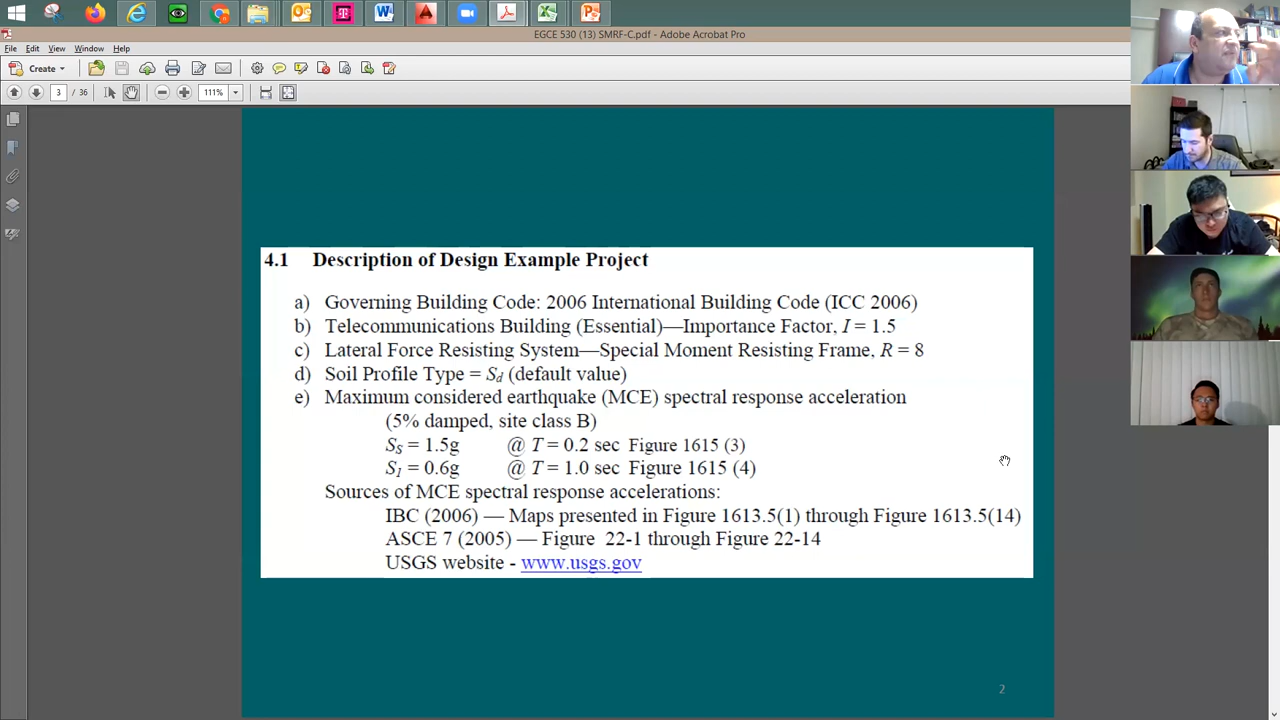 EGCE 530 (13) SMRF-C.pdf - Adobe Acrobat Pro
File Edit View Window Help
Create
3 / 36 111%
4.1 Description of Design Example Project
a) Governing Building Code: 2006 International Building Code (ICC 2006)
b) Telecommunications Building (Essential)—Importance Factor, I = 1.5
c) Lateral Force Resisting System—Special Moment Resisting Frame, R = 8
d) Soil Profile Type = Sd (default value)
e) Maximum considered earthquake (MCE) spectral response acceleration
(5% damped, site class B)
SS = 1.5g @ T = 0.2 sec Figure 1615 (3)
S1 = 0.6g @ T = 1.0 sec Figure 1615 (4)
Sources of MCE spectral response accelerations:
IBC (2006) — Maps presented in Figure 1613.5(1) through Figure 1613.5(14)
ASCE 7 (2005) — Figure 22-1 through Figure 22-14
USGS website - www.usgs.gov
2